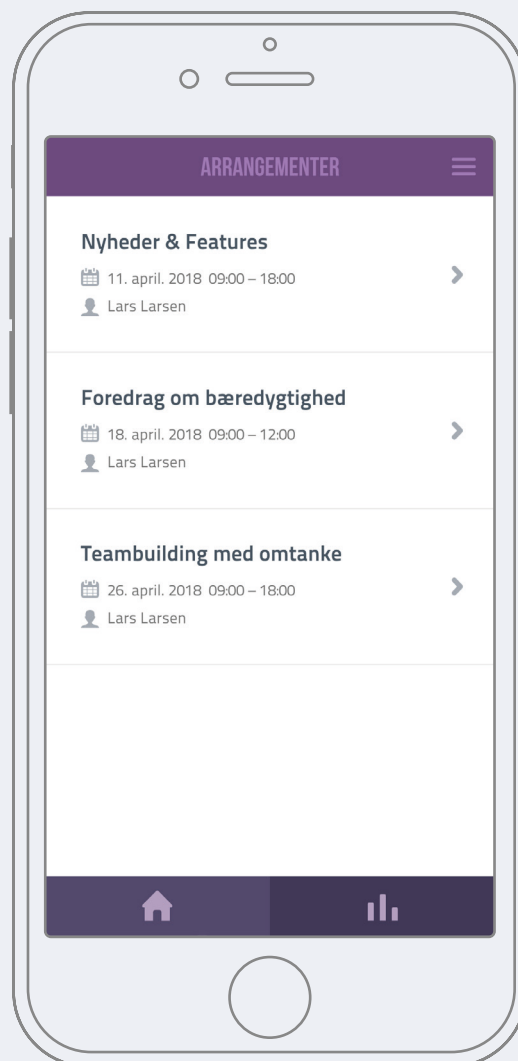 ARRANGEMENTER
Nyheder & Features
11. april. 2018 09:00 – 18:00
Lars Larsen
Foredrag om bæredygtighed
18. april. 2018 09:00 – 12:00
Lars Larsen
Teambuilding med omtanke
26. april. 2018 09:00 – 18:00
Lars Larsen